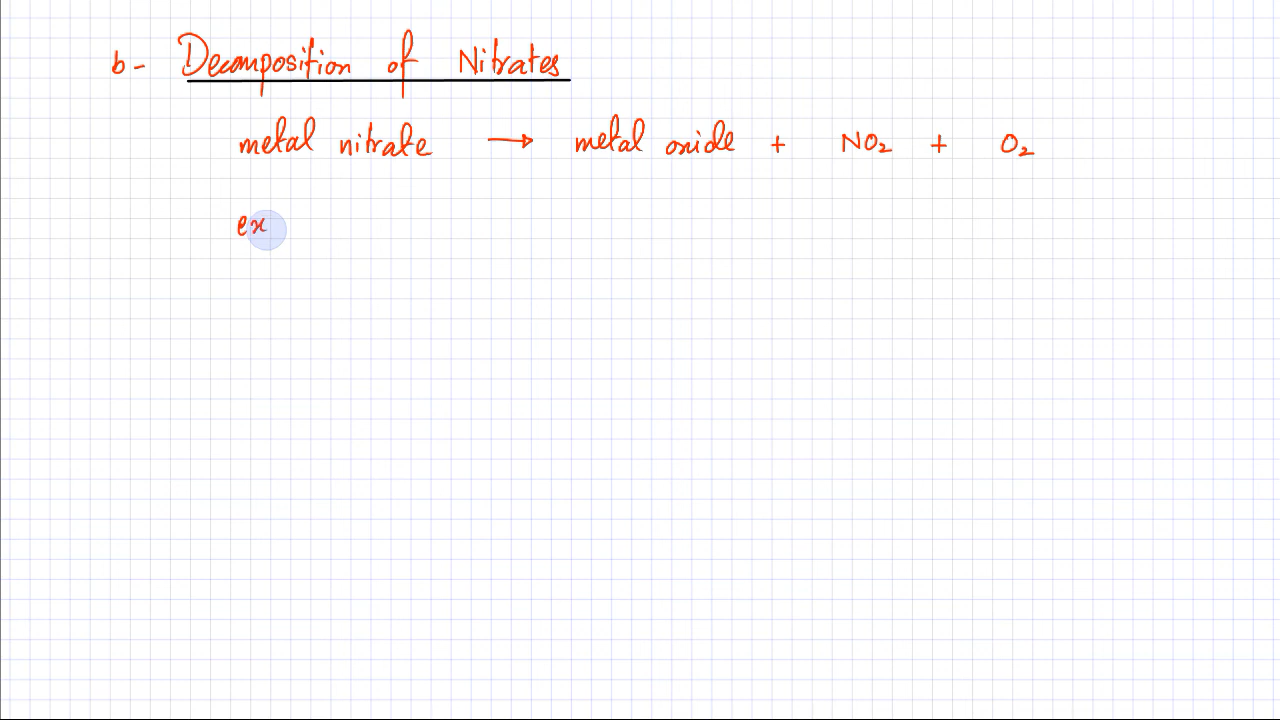 b- Decomposition of Nitrates
metal nitrate → metal oxide + NO₂ + O₂
ex